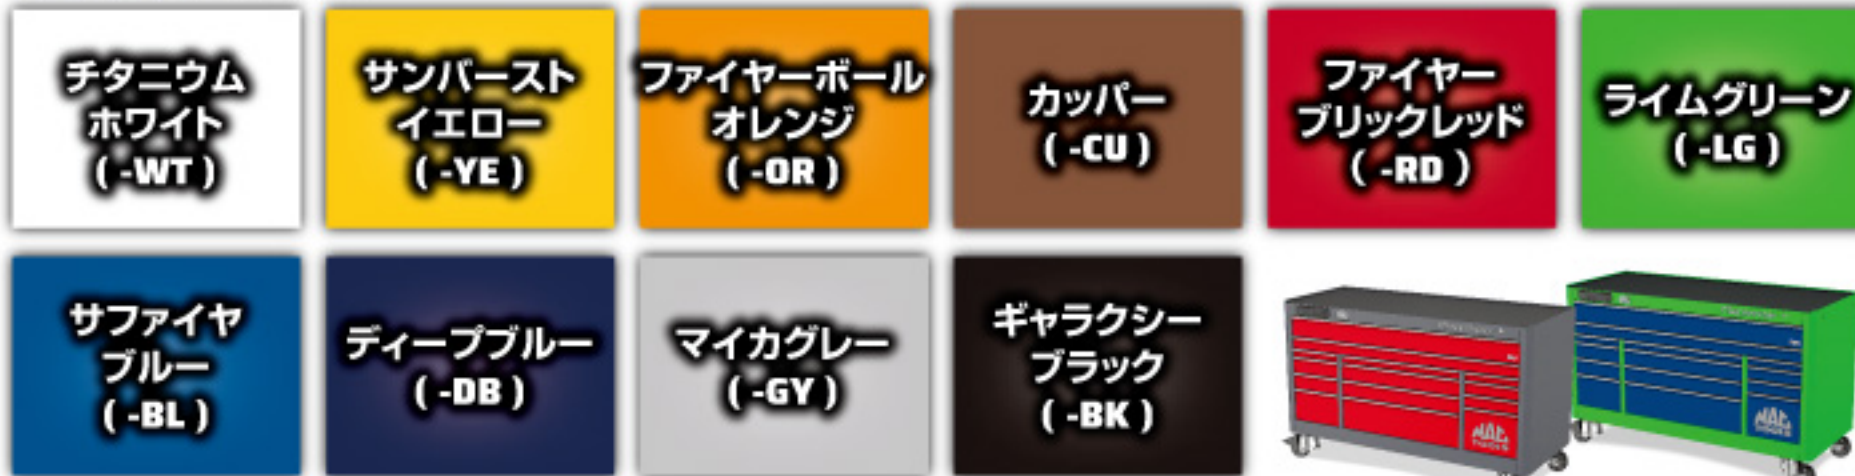 チタニウム
ホワイト
( -WT )
サンバースト
イエロー
( -YE )
ファイヤーボール
オレンジ
( -OR )
カッパー
( -CU )
ファイヤー
ブリックレッド
( -RD )
ライムグリーン
( -LG )
サファイヤ
ブルー
( -BL )
ディープブルー
( -DB )
マイカグレー
( -GY )
ギャラクシー
ブラック
( -BK )
MAC
TOOLS
MAC
TOOLS